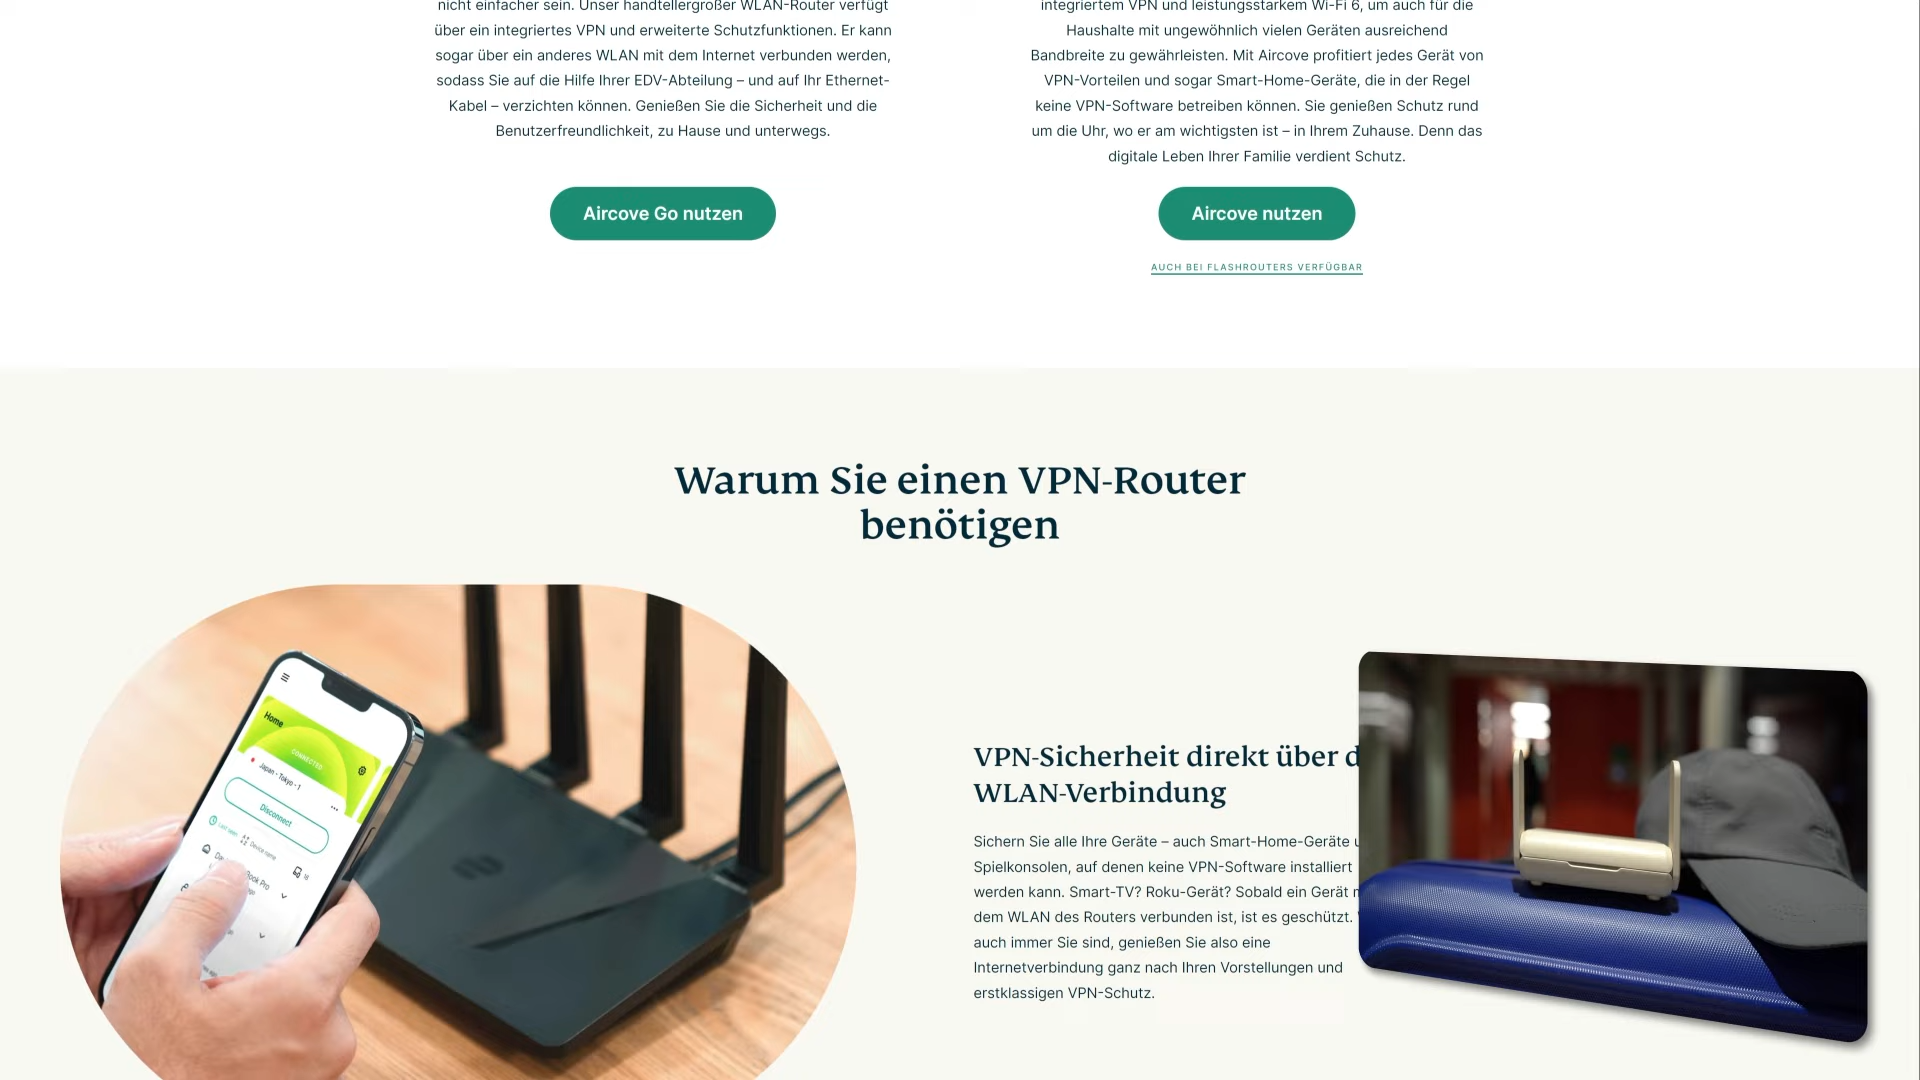 nicht einfacher sein. Unser handtellergroßer WLAN-Router verfügt
über ein integriertes VPN und erweiterte Schutzfunktionen. Er kann
sogar über ein anderes WLAN mit dem Internet verbunden werden,
sodass Sie auf die Hilfe Ihrer EDV-Abteilung – und auf Ihr Ethernet-
Kabel – verzichten können. Genießen Sie die Sicherheit und die
Benutzerfreundlichkeit, zu Hause und unterwegs.
Aircove Go nutzen
integriertem VPN und leistungsstarkem Wi-Fi 6, um auch für die
Haushalte mit ungewöhnlich vielen Geräten ausreichend
Bandbreite zu gewährleisten. Mit Aircove profitiert jedes Gerät von
VPN-Vorteilen und sogar Smart-Home-Geräte, die in der Regel
keine VPN-Software betreiben können. Sie genießen Schutz rund
um die Uhr, wo er am wichtigsten ist – in Ihrem Zuhause. Denn das
digitale Leben Ihrer Familie verdient Schutz.
Aircove nutzen
AUCH BEI FLASHROUTERS VERFÜGBAR
Warum Sie einen VPN-Router
benötigen
Home
CONNECTED
Japan - Tokyo - 1
Disconnect
Last seen
Device name
Book Pro
VPN-Sicherheit direkt über
WLAN-Verbindung
Sichern Sie alle Ihre Geräte – auch Smart-Home-Geräte
Spielkonsolen, auf denen keine VPN-Software installiert
werden kann. Smart-TV? Roku-Gerät? Sobald ein Gerät
dem WLAN des Routers verbunden ist, ist es geschützt.
auch immer Sie sind, genießen Sie also eine
Internetverbindung ganz nach Ihren Vorstellungen und
erstklassigen VPN-Schutz.